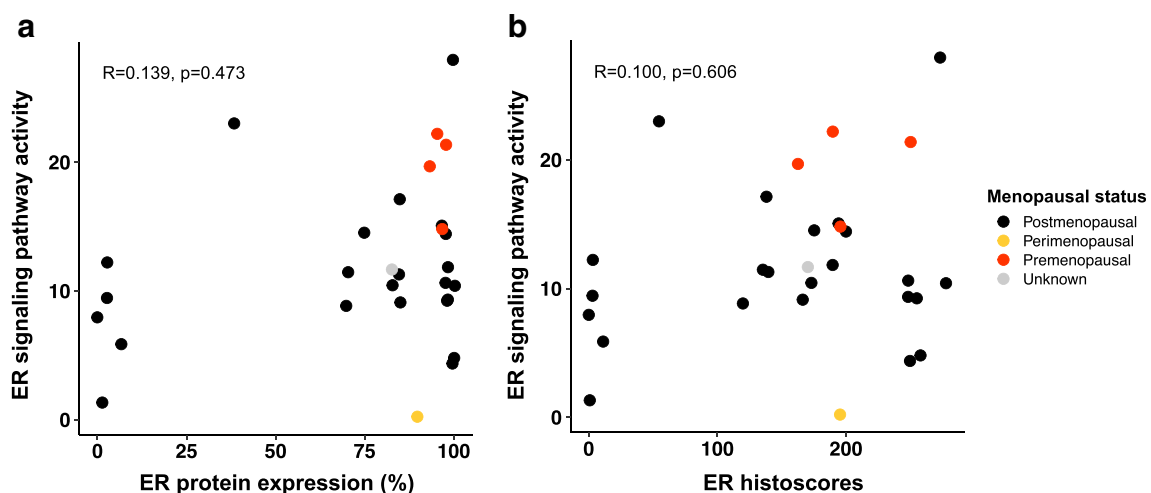 a
R=0.139, p=0.473
ER signaling pathway activity
20
10
0
0 25 50 75 100
ER protein expression (%)
b
R=0.100, p=0.606
ER signaling pathway activity
20
10
0
0 100 200
ER histoscores
Menopausal status
Postmenopausal
Perimenopausal
Premenopausal
Unknown